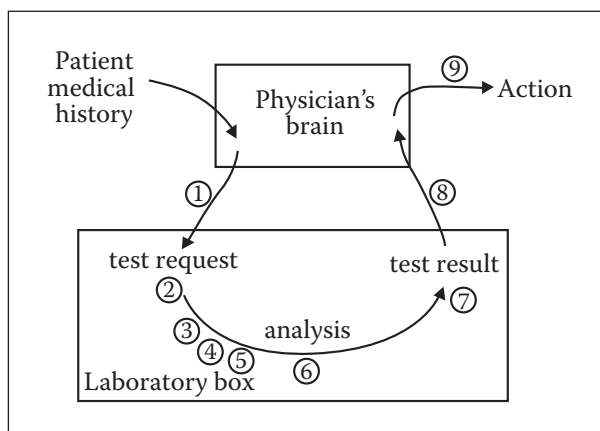 Patient
medical
history
Physician's
brain
⑨
Action
①
⑧
test request
test result
②
⑦
③
analysis
④
⑤
⑥
Laboratory box